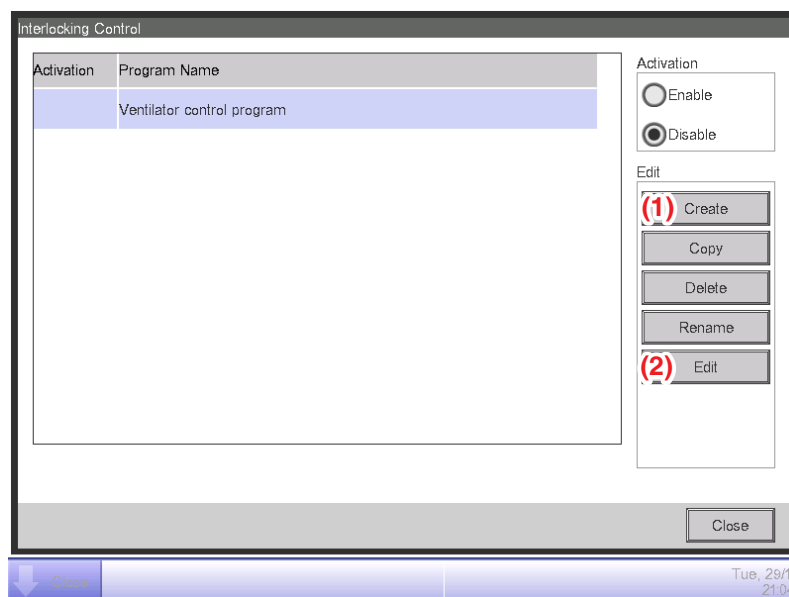 Interlocking Control
Activation Program Name
Ventilator control program
Activation
Enable
Disable
Edit
(1) Create
Copy
Delete
Rename
(2) Edit
Close
Tue, 29/1
21:04